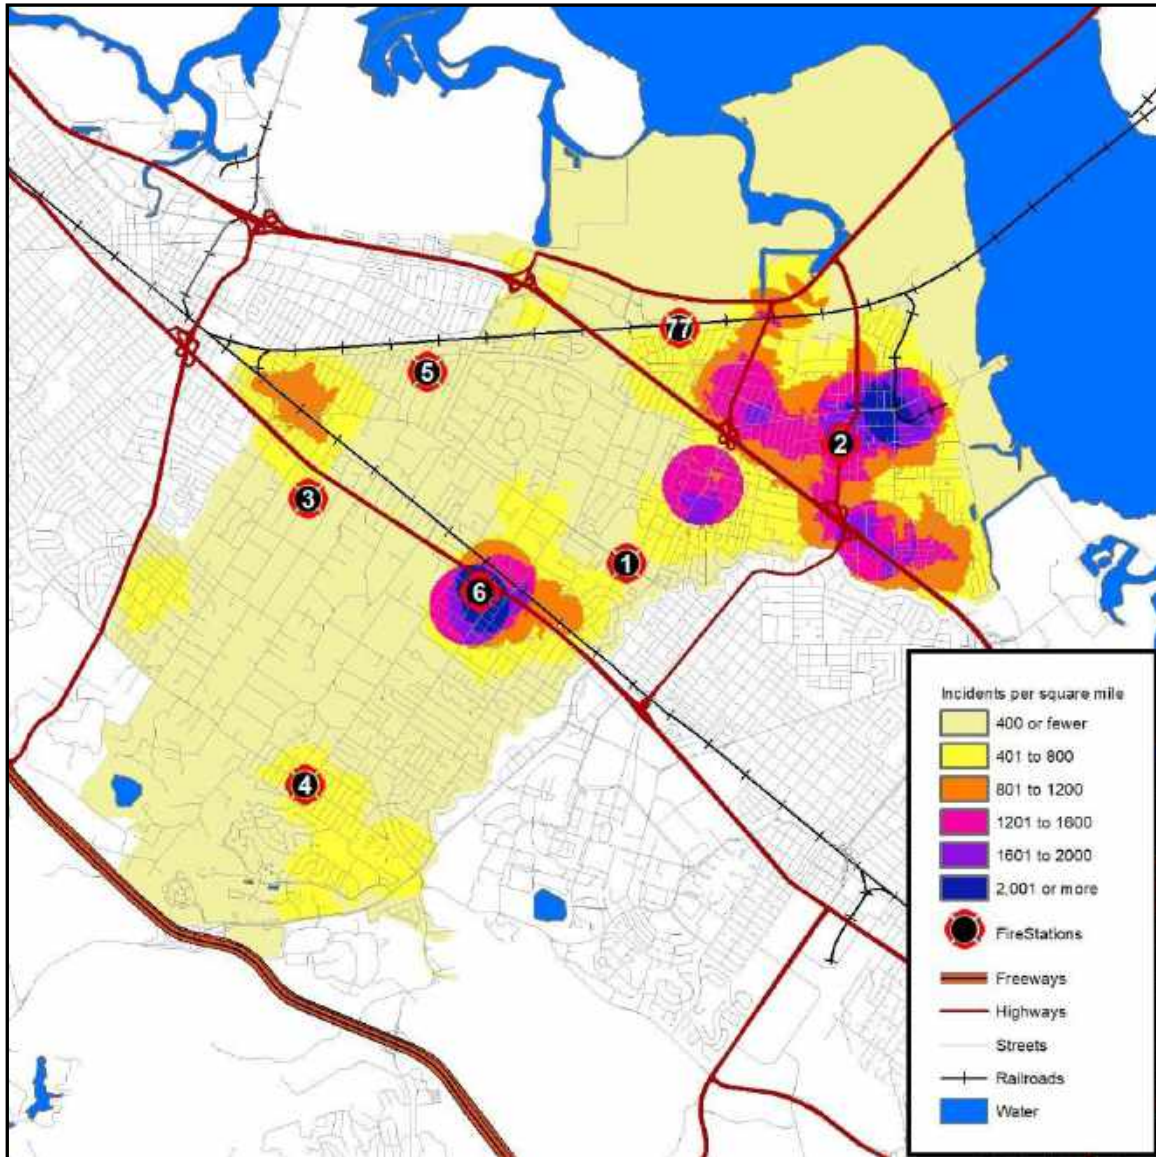 77
5
2
3
1
6
4
Incidents per square mile
400 or fewer
401 to 800
801 to 1200
1201 to 1600
1601 to 2000
2,001 or more
FireStations
Freeways
Highways
Streets
Railroads
Water